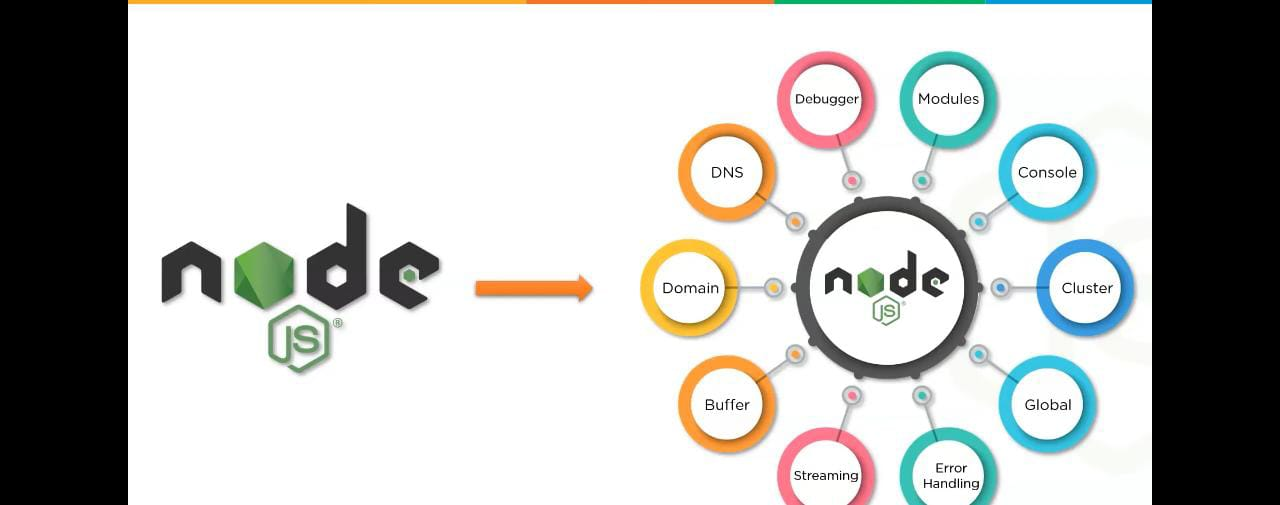 node
JS®
Debugger
Modules
DNS
Console
Domain
node
JS®
Cluster
Buffer
Global
Streaming
Error
Handling